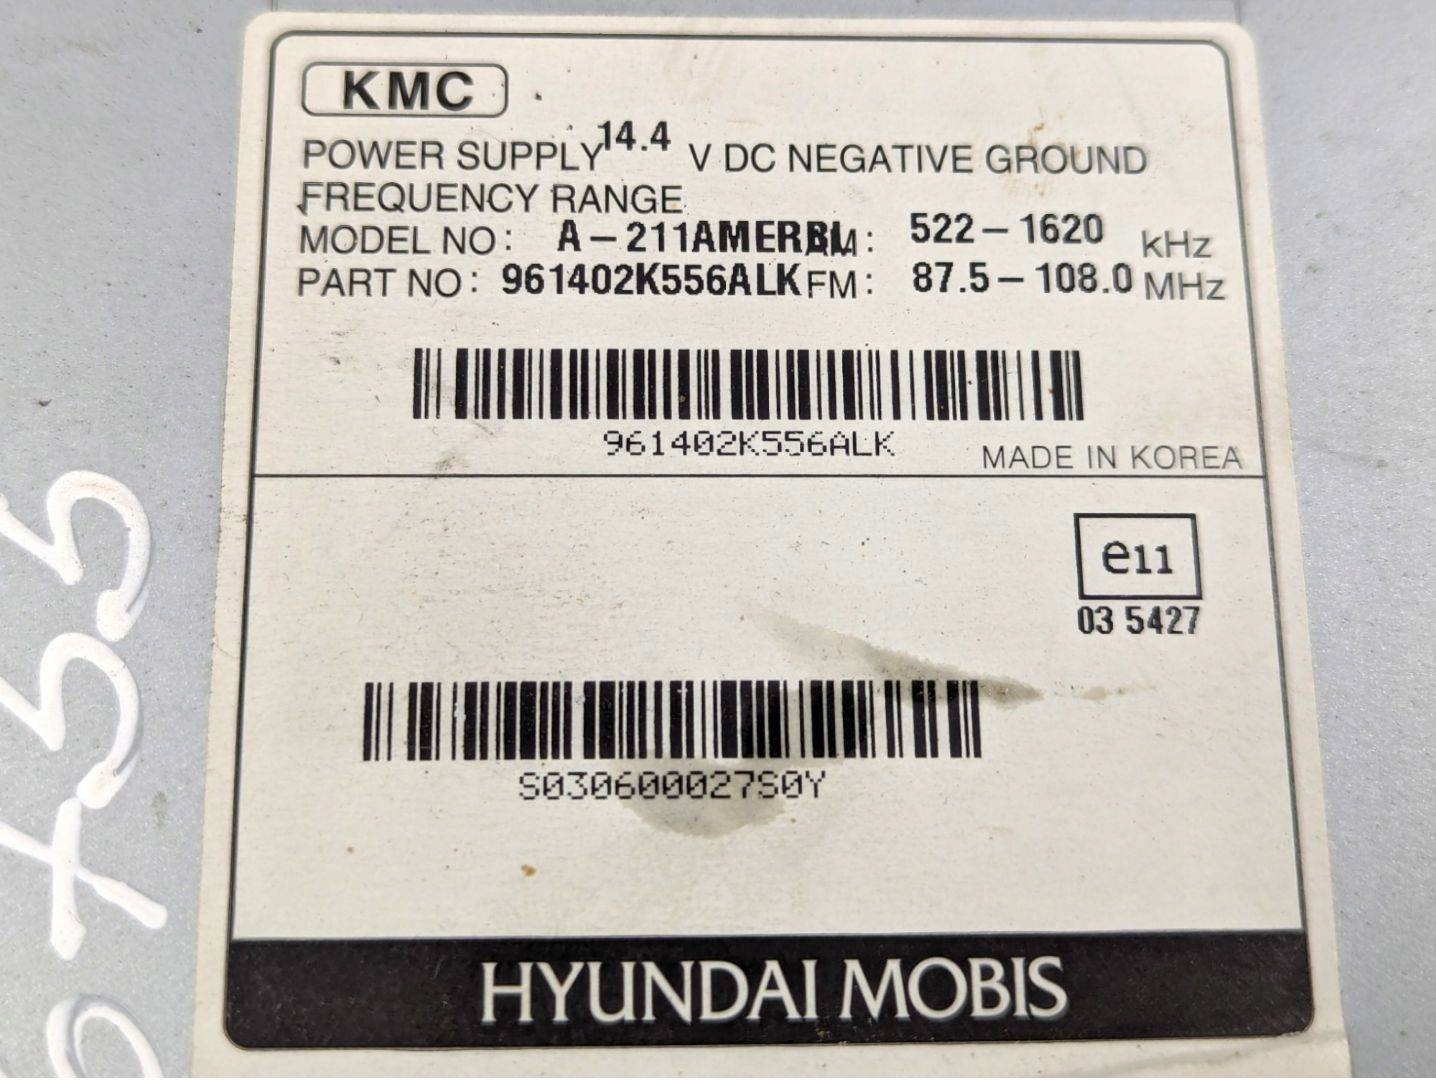 KMC
POWER SUPPLY 14.4 V DC NEGATIVE GROUND
FREQUENCY RANGE
MODEL NO: A-211AMERBL AM: 522-1620 kHz
PART NO: 961402K556ALK FM: 87.5-108.0 MHz
961402K556ALK
MADE IN KOREA
e11
03 5427
S030600027S0Y
HYUNDAI MOBIS